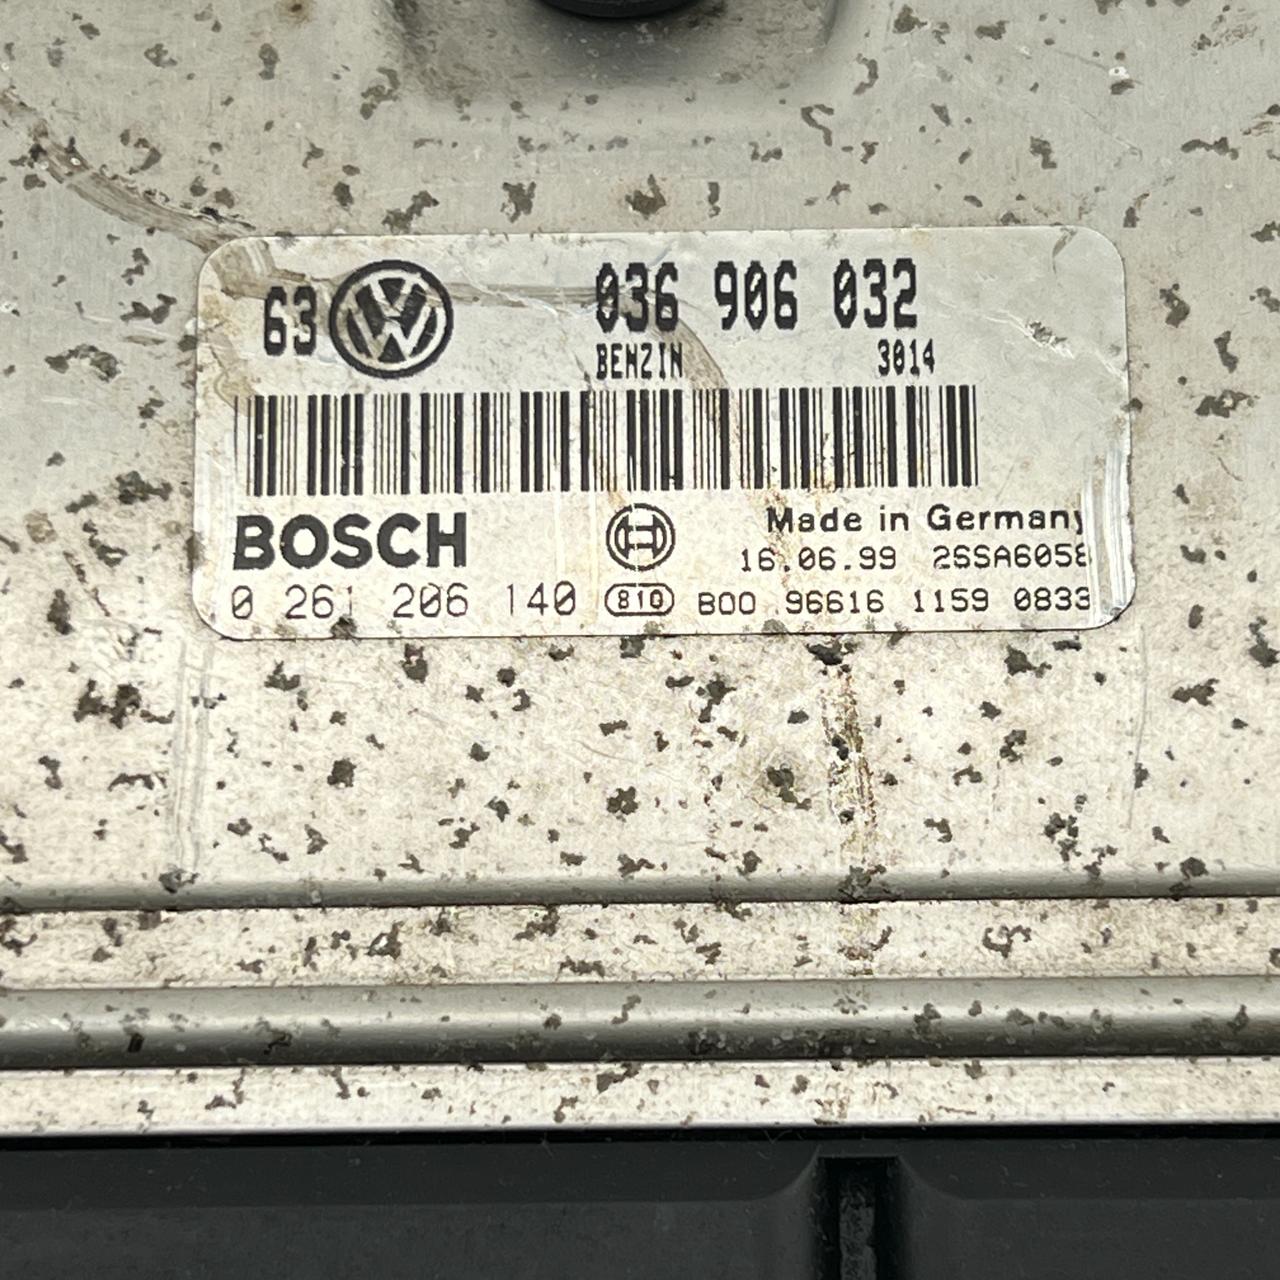 63 VW 036 906 032
BENZIN 3014
BOSCH Made in Germany
16.06.99 2SSA6058
0 261 206 140 810 B00 96616 1159 0833